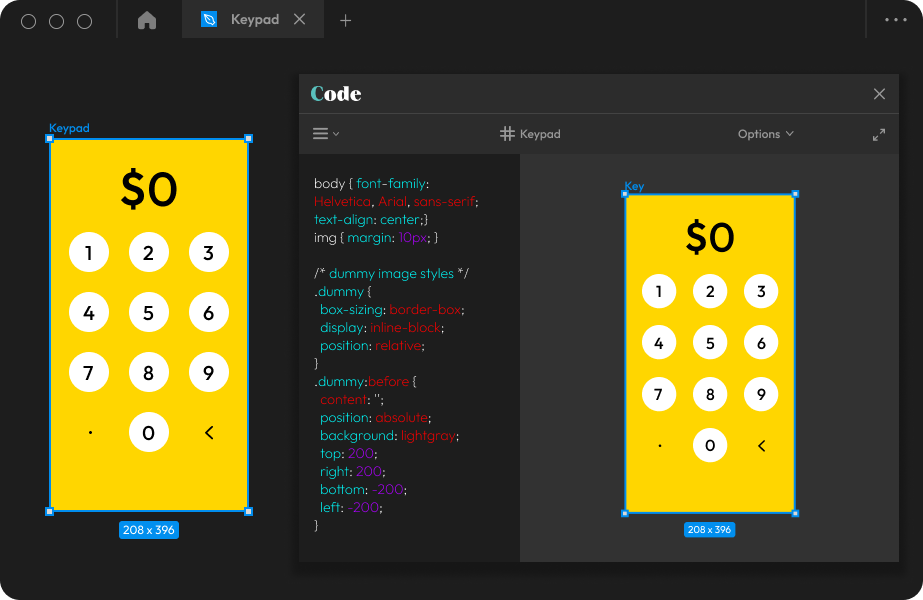 Keypad
Keypad
$0
1 2 3
4 5 6
7 8 9
. 0 <
208 x 396
Code
Keypad
Options
body { font-family:
Helvetica, Arial, sans-serif;
text-align: center;}
img { margin: 10px; }
/* dummy image styles */
.dummy {
box-sizing: border-box;
display: inline-block;
position: relative;
}
.dummy:before {
content: '';
position: absolute;
background: lightgray;
top: 200;
right: 200;
bottom: -200;
left: -200;
}
Key
$0
1 2 3
4 5 6
7 8 9
. 0 <
208 x 396